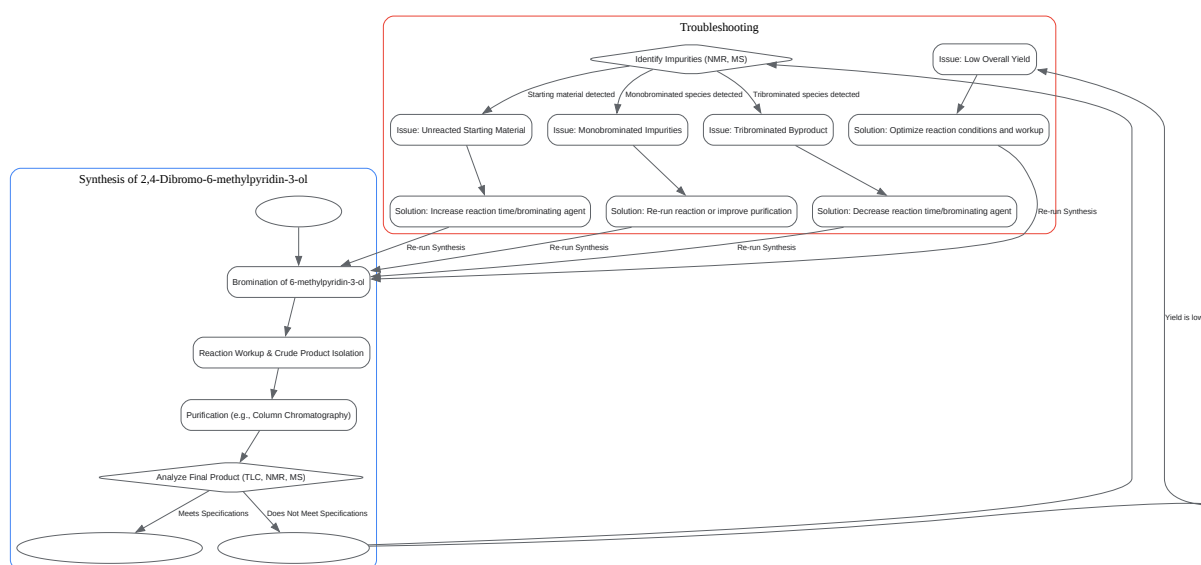 Troubleshooting
Identify Impurities (NMR, MS)
Issue: Low Overall Yield
Starting material detected
Monobrominated species detected
Tribrominated species detected
Issue: Unreacted Starting Material
Issue: Monobrominated Impurities
Issue: Tribrominated Byproduct
Solution: Optimize reaction conditions and workup
Synthesis of 2,4-Dibromo-6-methylpyridin-3-ol
Solution: Increase reaction time/brominating agent
Solution: Re-run reaction or improve purification
Solution: Decrease reaction time/brominating agent
Re-run Synthesis
Re-run Synthesis
Re-run Synthesis
Re-run Synthesis
Bromination of 6-methylpyridin-3-ol
Yield is low
Reaction Workup & Crude Product Isolation
Purification (e.g., Column Chromatography)
Analyze Final Product (TLC, NMR, MS)
Meets Specifications
Does Not Meet Specifications